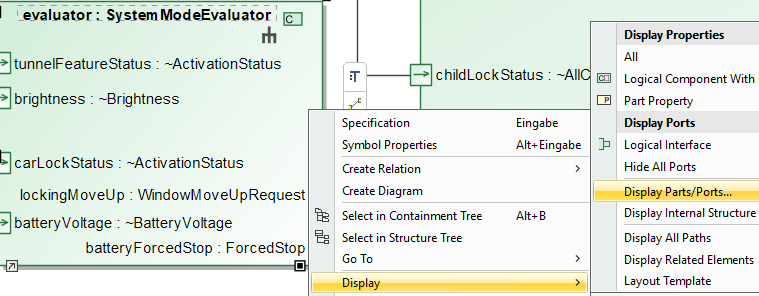 evaluator : SystemModeEvaluator
C
tunnelFeatureStatus : ~ActivationStatus
brightness : ~Brightness
carLockStatus : ~ActivationStatus
lockingMoveUp : WindowMoveUpRequest
batteryVoltage : ~BatteryVoltage
batteryForcedStop : ForcedStop
childLockStatus : ~AllC
Specification Eingabe
Symbol Properties Alt+Eingabe
Create Relation
Create Diagram
Select in Containment Tree Alt+B
Select in Structure Tree
Go To
Display
Display Properties
All
Logical Component With
Part Property
Display Ports
Logical Interface
Hide All Ports
Display Parts/Ports...
Display Internal Structure
Display All Paths
Display Related Elements
Layout Template